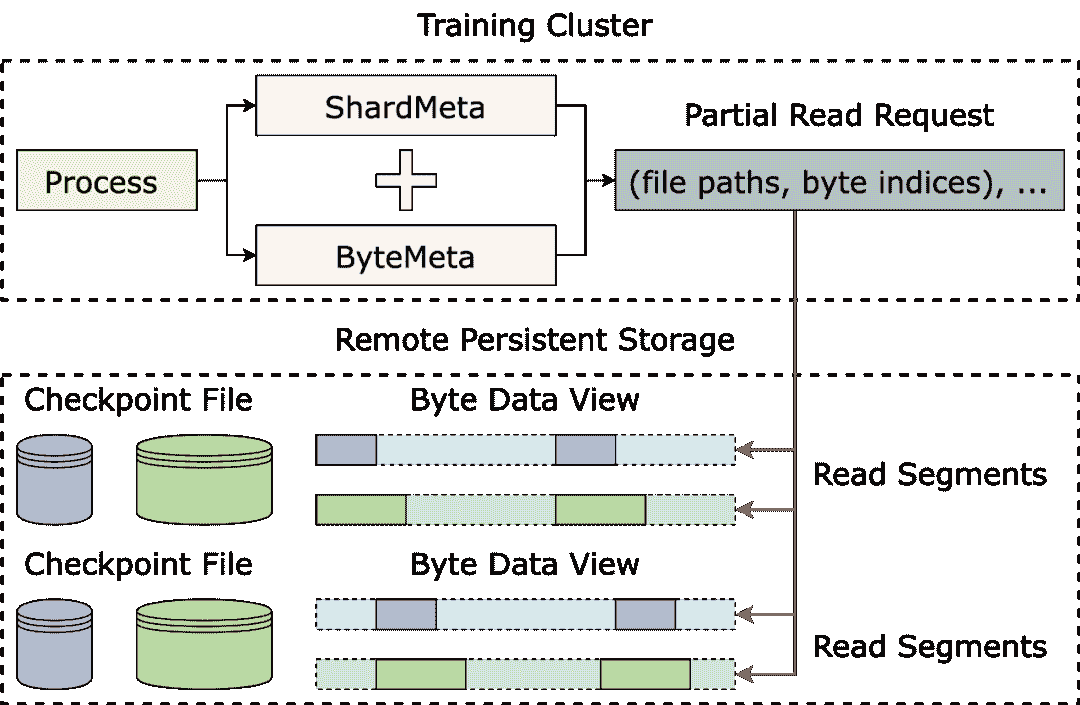 Training Cluster
ShardMeta
Partial Read Request
Process
(file paths, byte indices), ...
ByteMeta
Remote Persistent Storage
Checkpoint File
Byte Data View
Read Segments
Checkpoint File
Byte Data View
Read Segments